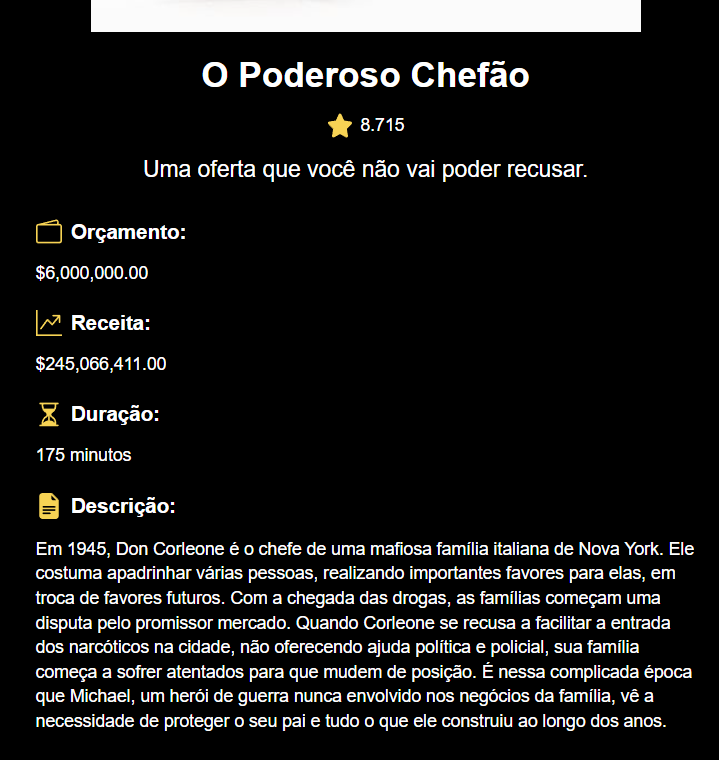 O Poderoso Chefão
8.715
Uma oferta que você não vai poder recusar.
Orçamento:
$6,000,000.00
Receita:
$245,066,411.00
Duração:
175 minutos
Descrição:
Em 1945, Don Corleone é o chefe de uma mafiosa família italiana de Nova York. Ele
costuma apadrinhar várias pessoas, realizando importantes favores para elas, em
troca de favores futuros. Com a chegada das drogas, as famílias começam uma
disputa pelo promissor mercado. Quando Corleone se recusa a facilitar a entrada
dos narcóticos na cidade, não oferecendo ajuda política e policial, sua família
começa a sofrer atentados para que mudem de posição. É nessa complicada época
que Michael, um herói de guerra nunca envolvido nos negócios da família, vê a
necessidade de proteger o seu pai e tudo o que ele construiu ao longo dos anos.